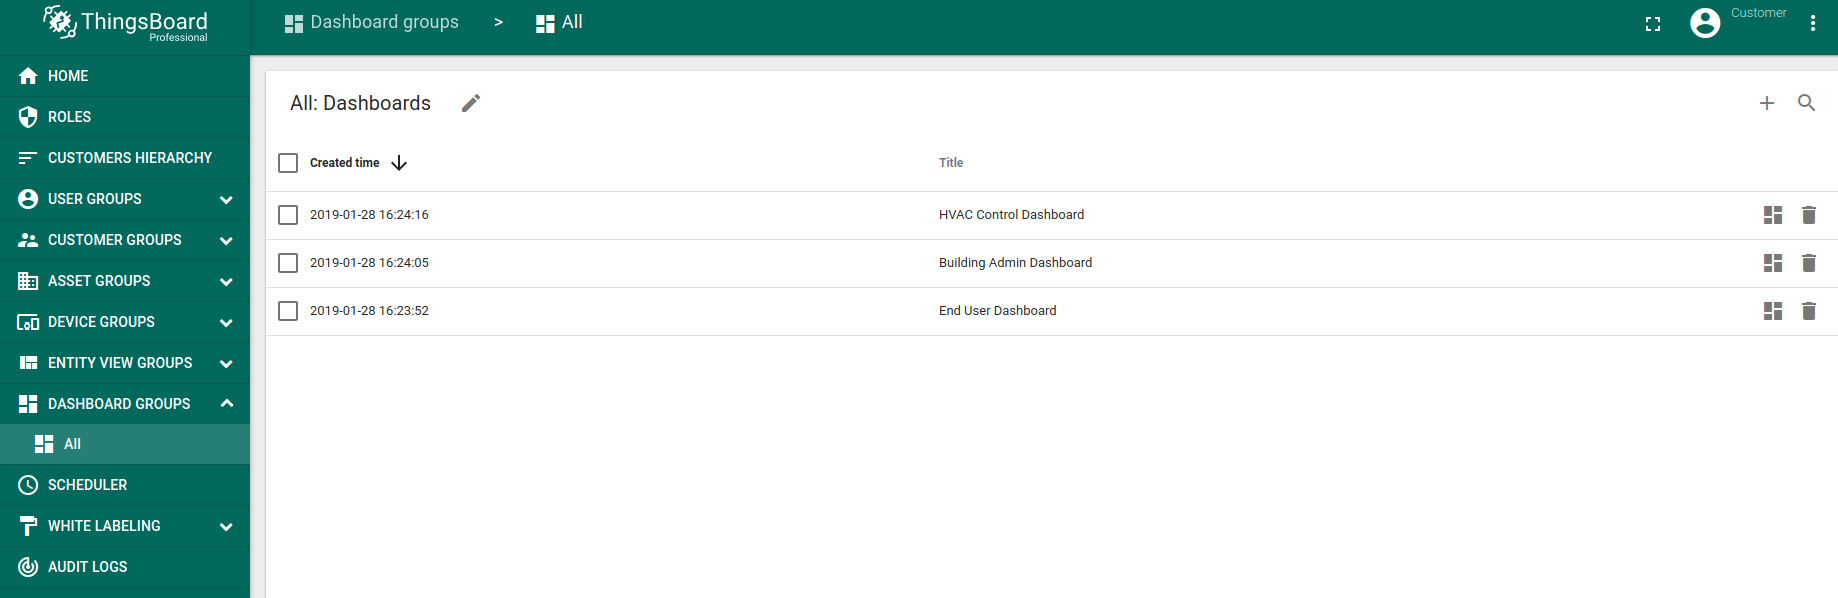 ThingsBoard
Professional
Dashboard groups > All
Customer
HOME
ROLES
CUSTOMERS HIERARCHY
USER GROUPS
CUSTOMER GROUPS
ASSET GROUPS
DEVICE GROUPS
ENTITY VIEW GROUPS
DASHBOARD GROUPS
All
SCHEDULER
WHITE LABELING
AUDIT LOGS
All: Dashboards
Created time Title
2019-01-28 16:24:16 HVAC Control Dashboard
2019-01-28 16:24:05 Building Admin Dashboard
2019-01-28 16:23:52 End User Dashboard